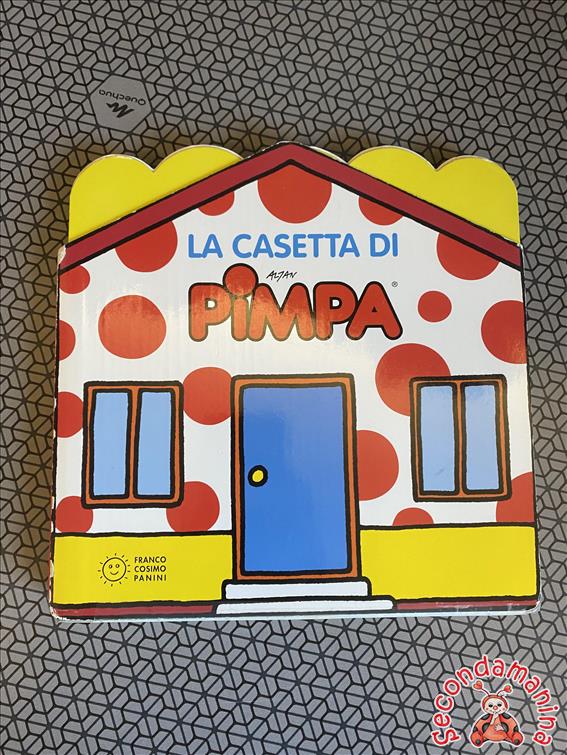 Quechua
LA CASETTA DI
ALTAN
PiMPA®
FRANCO
COSIMO
PANINI
Secondamanina